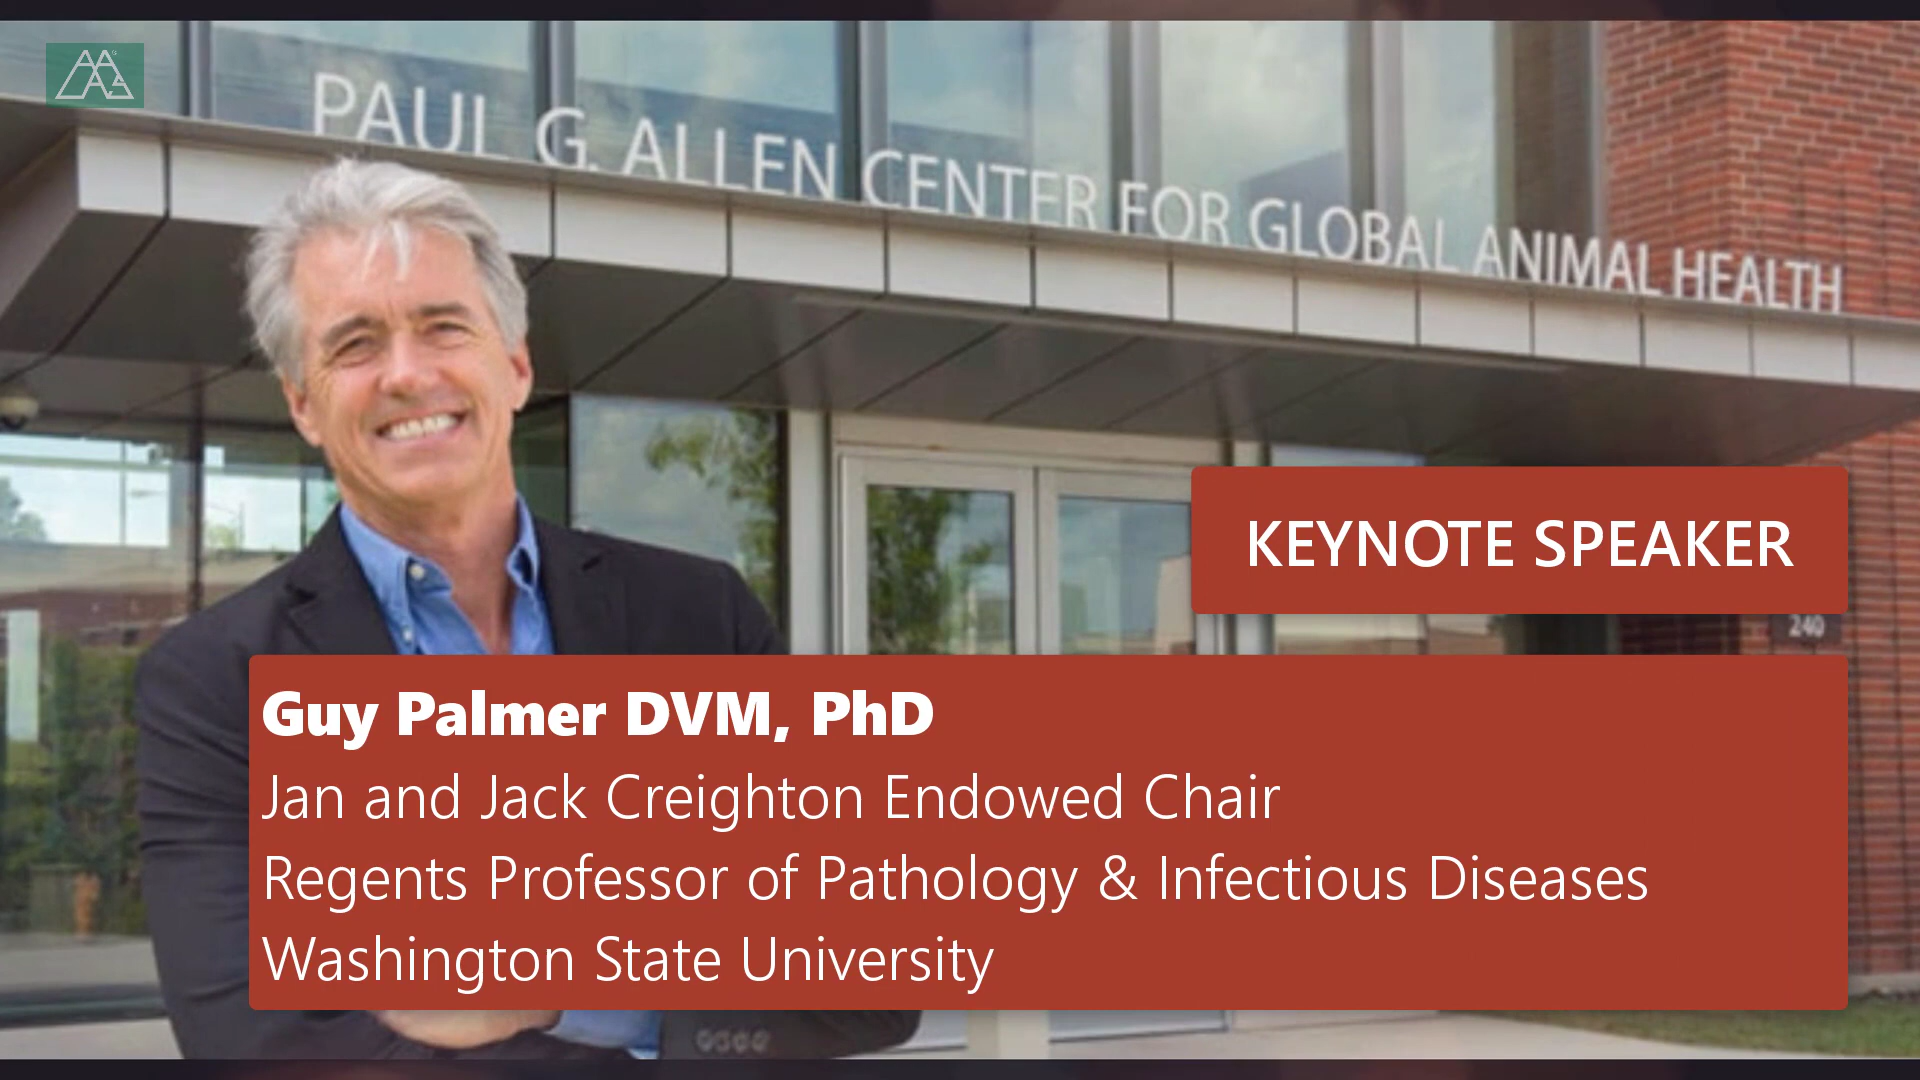 PAUL G. ALLEN CENTER FOR GLOBAL ANIMAL HEALTH
KEYNOTE SPEAKER
240
Guy Palmer DVM, PhD
Jan and Jack Creighton Endowed Chair
Regents Professor of Pathology & Infectious Diseases
Washington State University